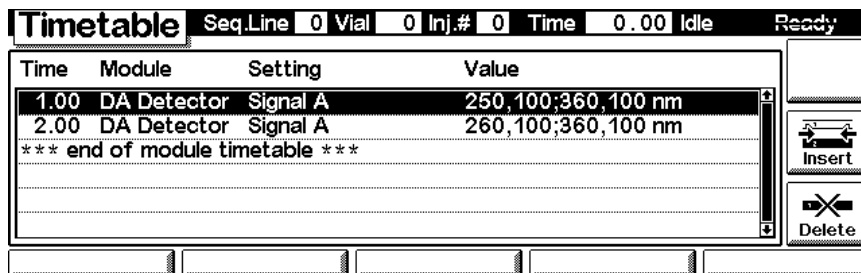 Timetable Seq.Line 0 Vial 0 Inj.# 0 Time 0.00 Idle Ready
Time Module Setting Value
1.00 DA Detector Signal A 250,100;360,100 nm
2.00 DA Detector Signal A 260,100;360,100 nm
*** end of module timetable ***
Insert
Delete